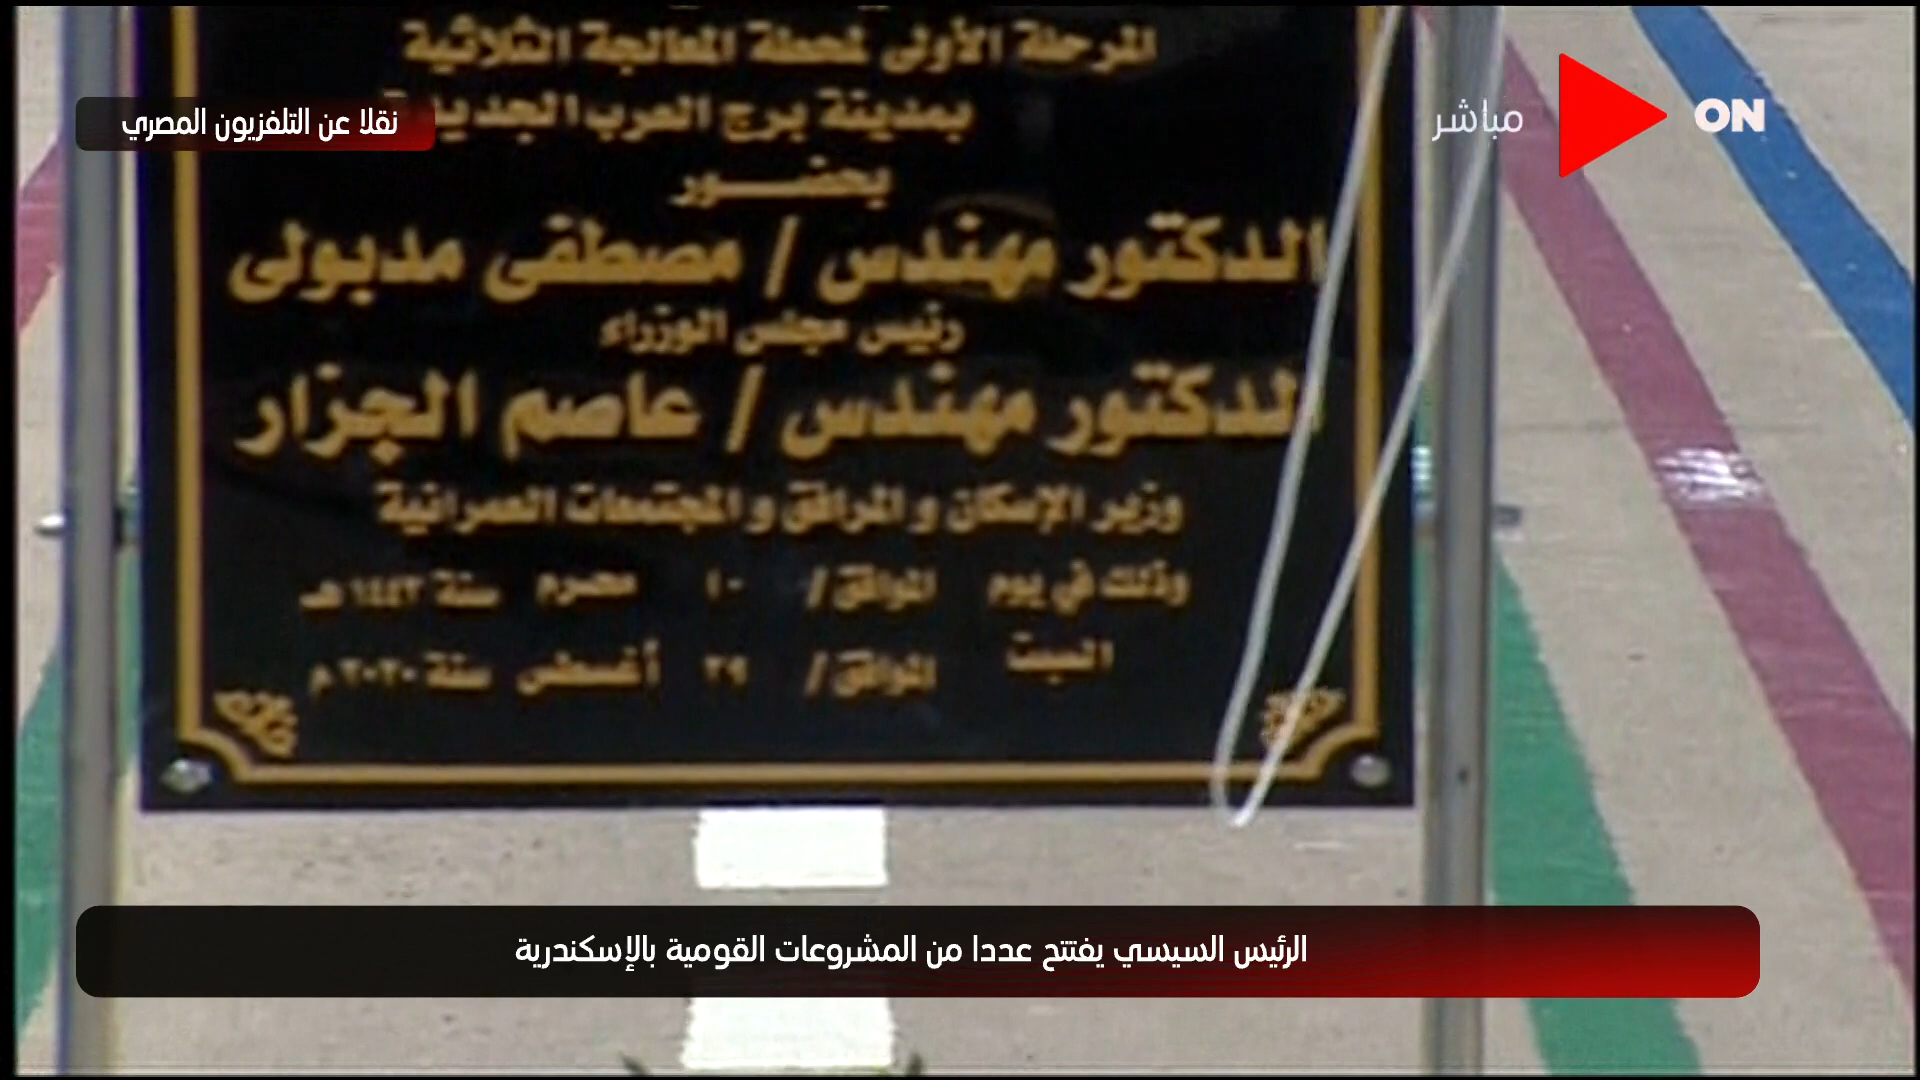 المرحلة الأولى لمحطة المعالجة الثلاثية
بمدينة برج العرب الجديدة
نقلا عن التلفزيون المصري
مباشر
ON
بحضـــور
الدكتور مهندس / مصطفى مدبولى
رئيس مجلس الوزراء
الدكتور مهندس / عاصم الجزار
وزير الإسكان و المرافق و المجتمعات العمرانية
وذلك في يوم الموافق / ١٠ محرم سنة ١٤٤٢ هـ
السبت الموافق / ٢٩ أغسطس سنة ٢٠٢٠ م
الرئيس السيسي يفتتح عددا من المشروعات القومية بالإسكندرية